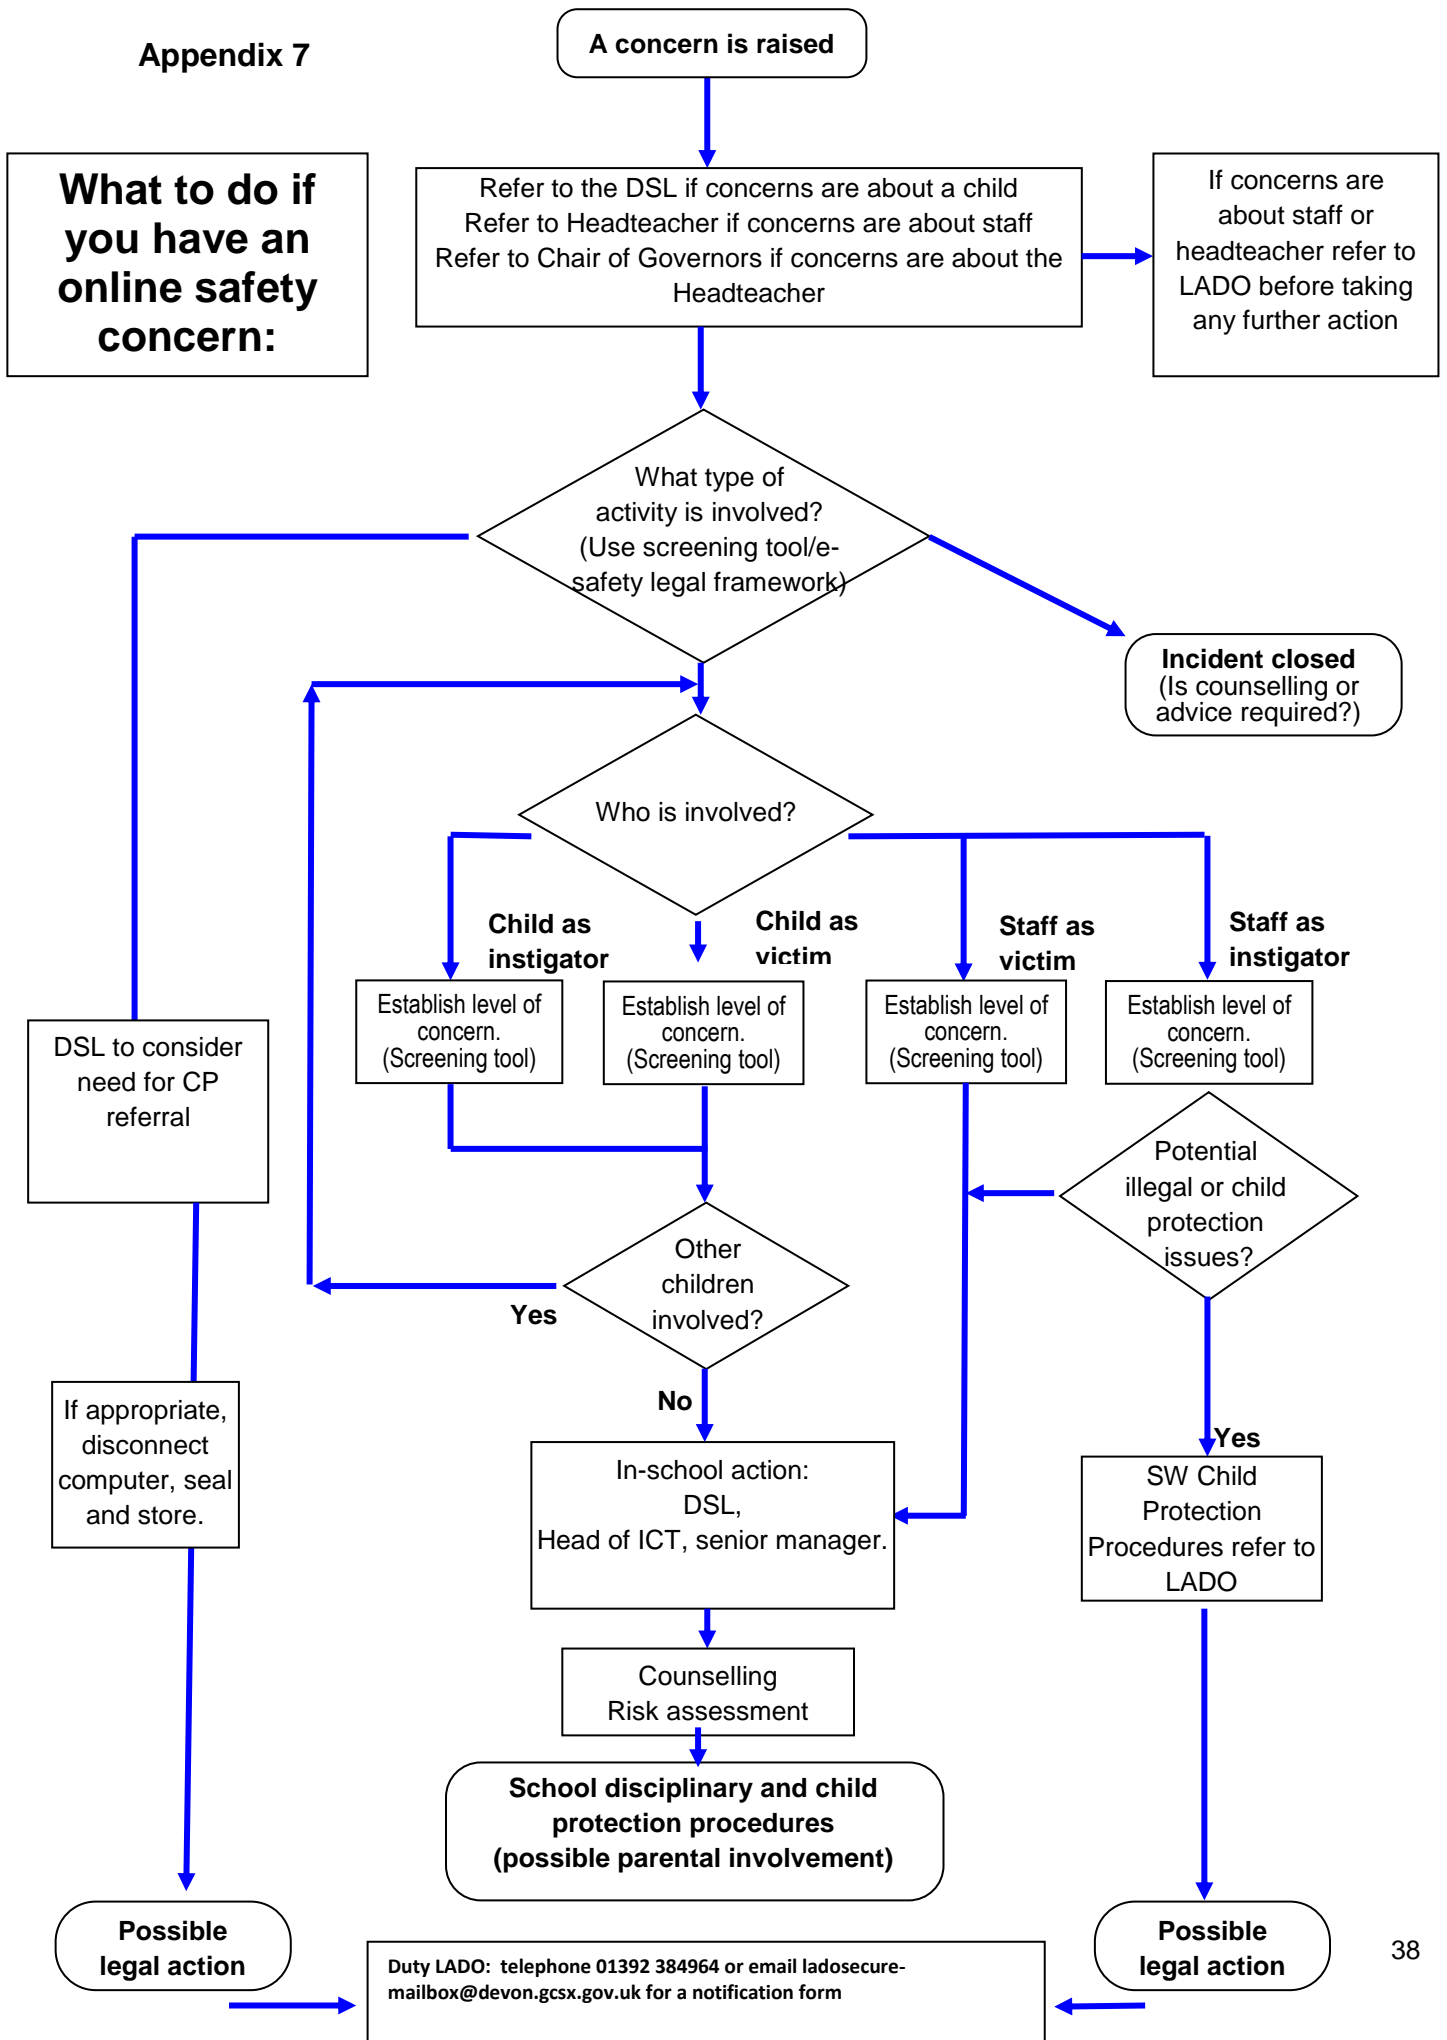 Appendix 7
A concern is raised
What to do if
you have an
online safety
concern:
Refer to the DSL if concerns are about a child
Refer to Headteacher if concerns are about staff
Refer to Chair of Governors if concerns are about the
Headteacher
If concerns are
about staff or
headteacher refer to
LADO before taking
any further action
What type of
activity is involved?
(Use screening tool/e-
safety legal framework)
Incident closed
(Is counselling or
advice required?)
Who is involved?
Child as
instigator
Child as
victim
Staff as
victim
Staff as
instigator
Establish level of
concern.
(Screening tool)
Establish level of
concern.
(Screening tool)
Establish level of
concern.
(Screening tool)
Establish level of
concern.
(Screening tool)
DSL to consider
need for CP
referral
Potential
illegal or child
protection
issues?
Other
children
involved?
Yes
No
Yes
If appropriate,
disconnect
computer, seal
and store.
In-school action:
DSL,
Head of ICT, senior manager.
SW Child
Protection
Procedures refer to
LADO
Counselling
Risk assessment
School disciplinary and child
protection procedures
(possible parental involvement)
Possible
legal action
Possible
legal action
38
Duty LADO:  telephone 01392 384964 or email ladosecure-
mailbox@devon.gcsx.gov.uk for a notification form